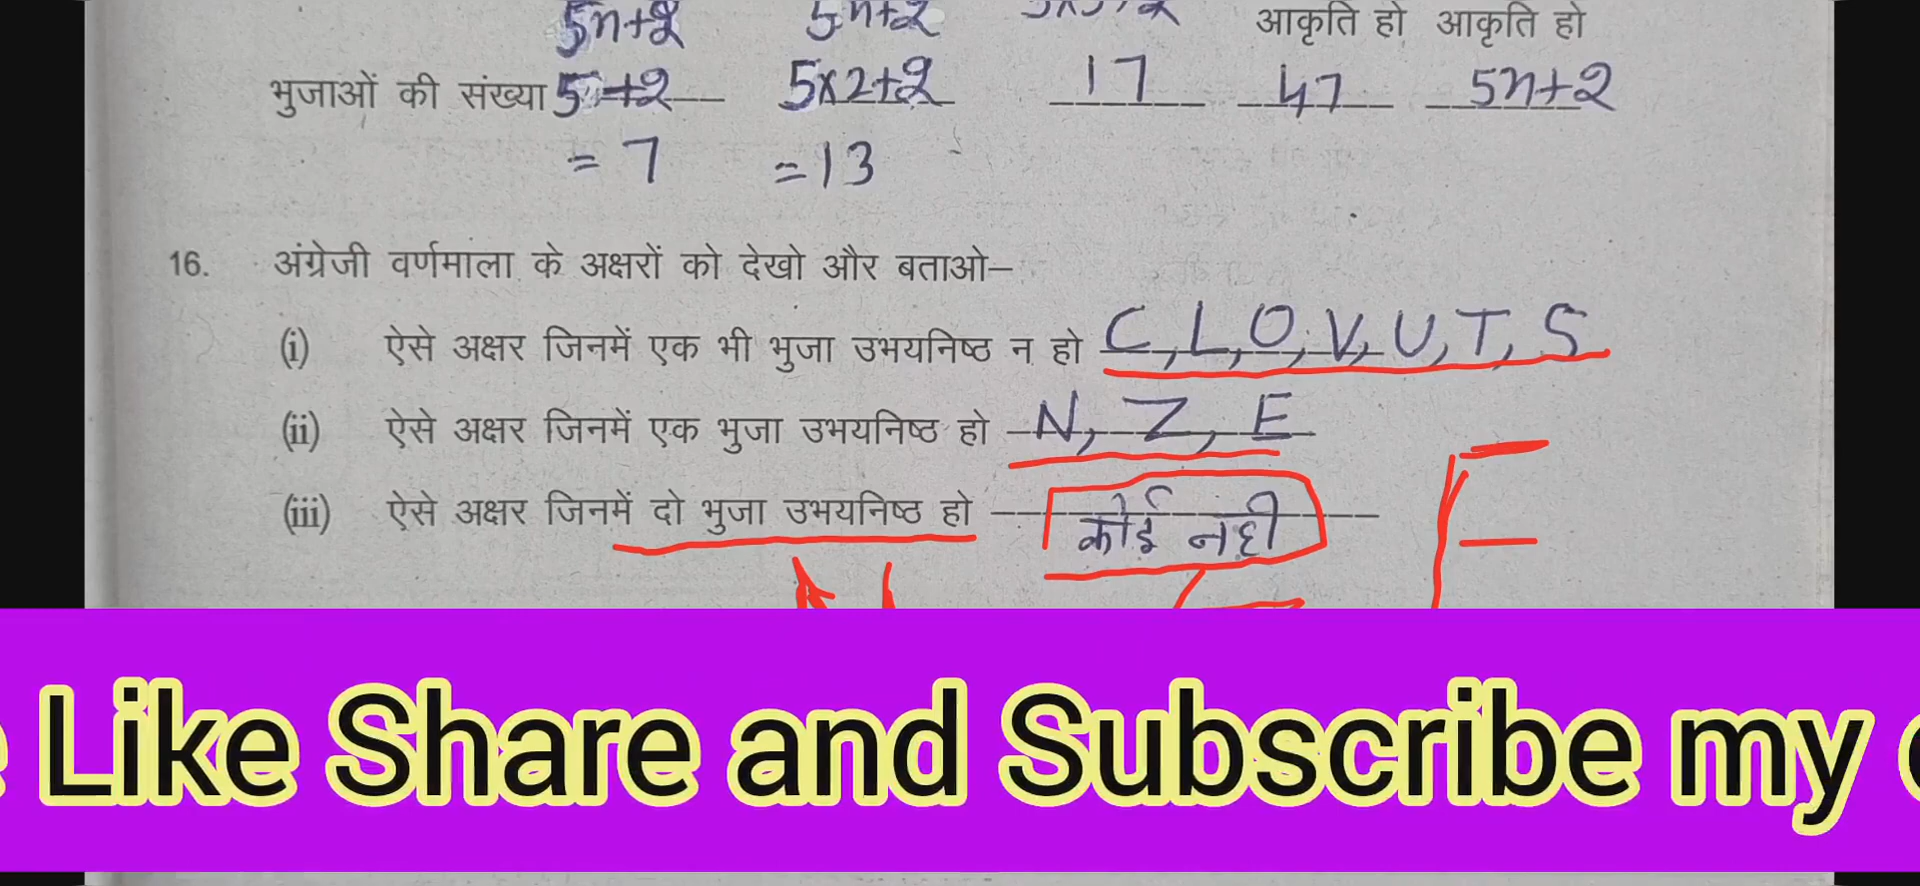 5n+2 5n+2 आकृति हो आकृति हो
भुजाओं की संख्या 5+2 5x2+2 17 47 5n+2
= 7 =13
16. अंग्रेजी वर्णमाला के अक्षरों को देखो और बताओ–
(i) ऐसे अक्षर जिनमें एक भी भुजा उभयनिष्ठ न हो C, L, O, V, U, T, S
(ii) ऐसे अक्षर जिनमें एक भुजा उभयनिष्ठ हो N, Z, E
(iii) ऐसे अक्षर जिनमें दो भुजा उभयनिष्ठ हो कोई नही
Like Share and Subscribe my